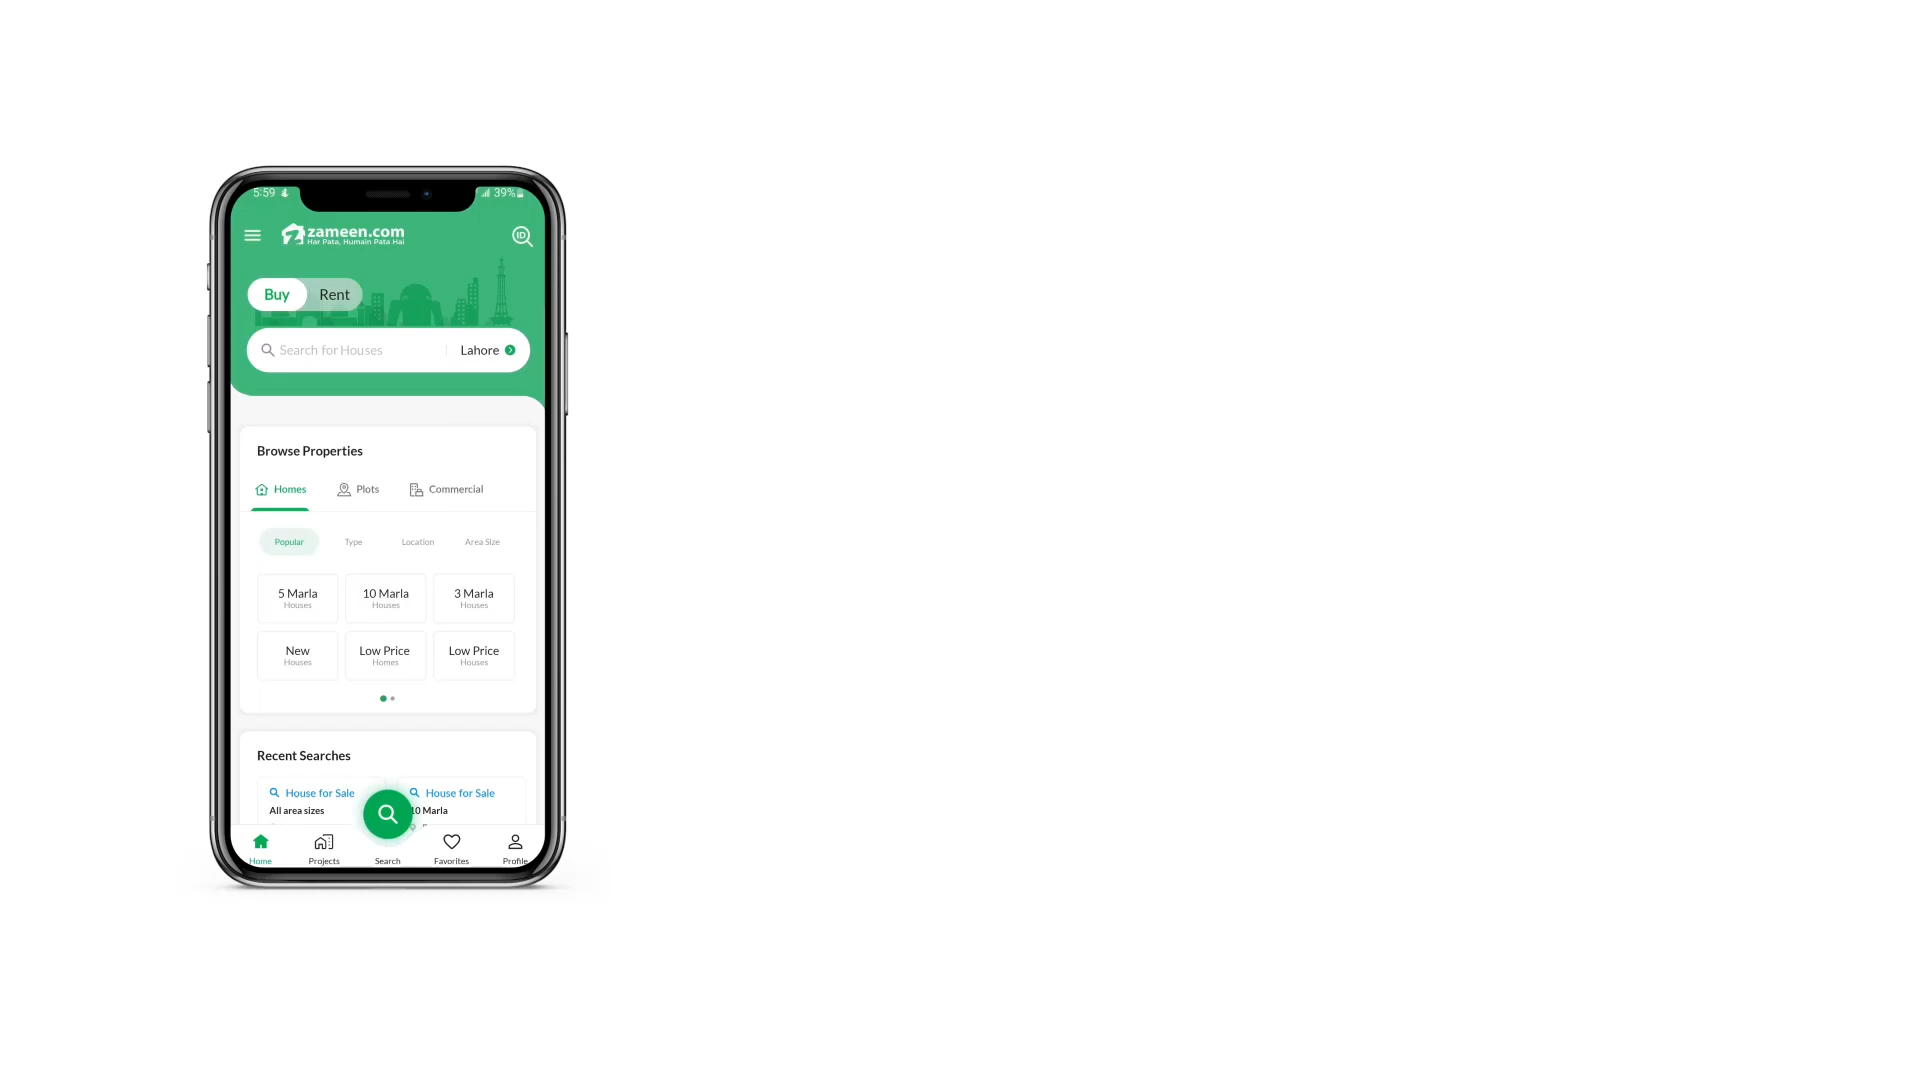 5:59
39%
zameen.com
Har Pata, Humain Pata Hai
ID
Buy
Rent
Search for Houses
Lahore
Browse Properties
Homes
Plots
Commercial
Popular
Type
Location
Area Size
5 Marla
Houses
10 Marla
Houses
3 Marla
Houses
New
Houses
Low Price
Homes
Low Price
Houses
Recent Searches
House for Sale
All area sizes
House for Sale
10 Marla
Home
Projects
Search
Favorites
Profile